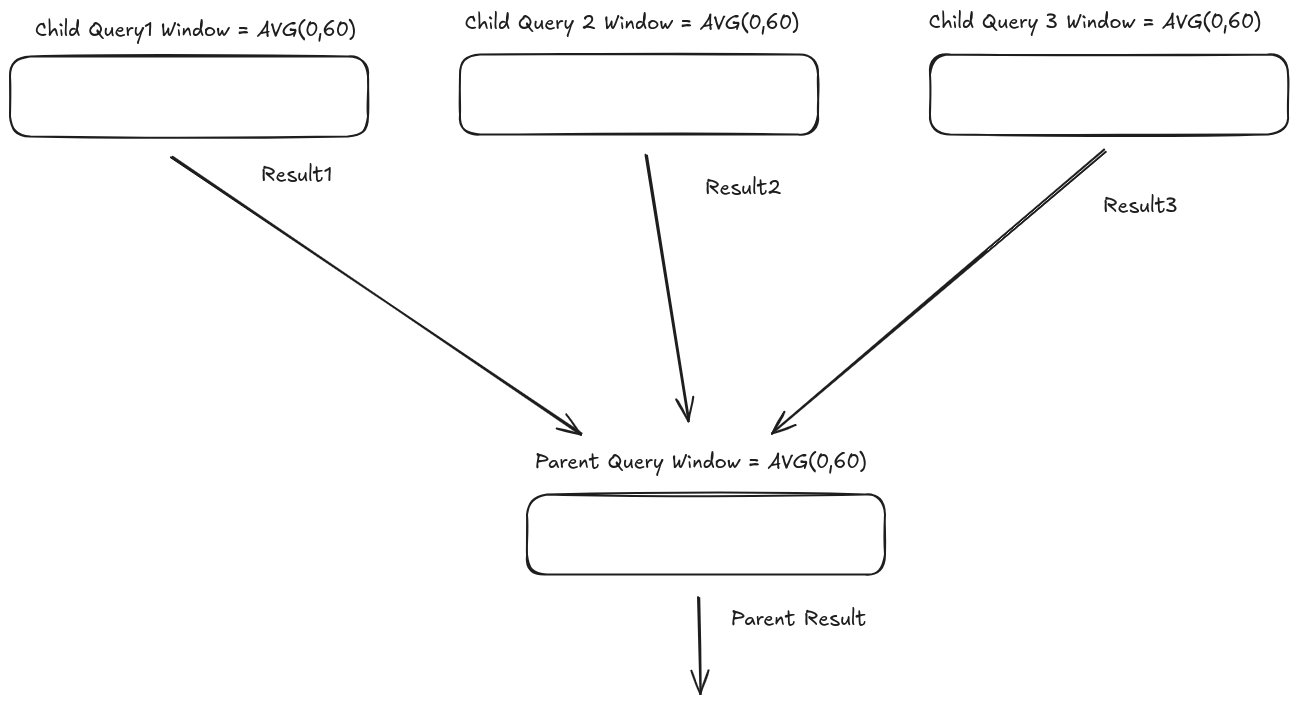 Child Query1 Window = AVG(0,60)
Child Query 2 Window = AVG(0,60)
Child Query 3 Window = AVG(0,60)
Result1
Result2
Result3
Parent Query Window = AVG(0,60)
Parent Result